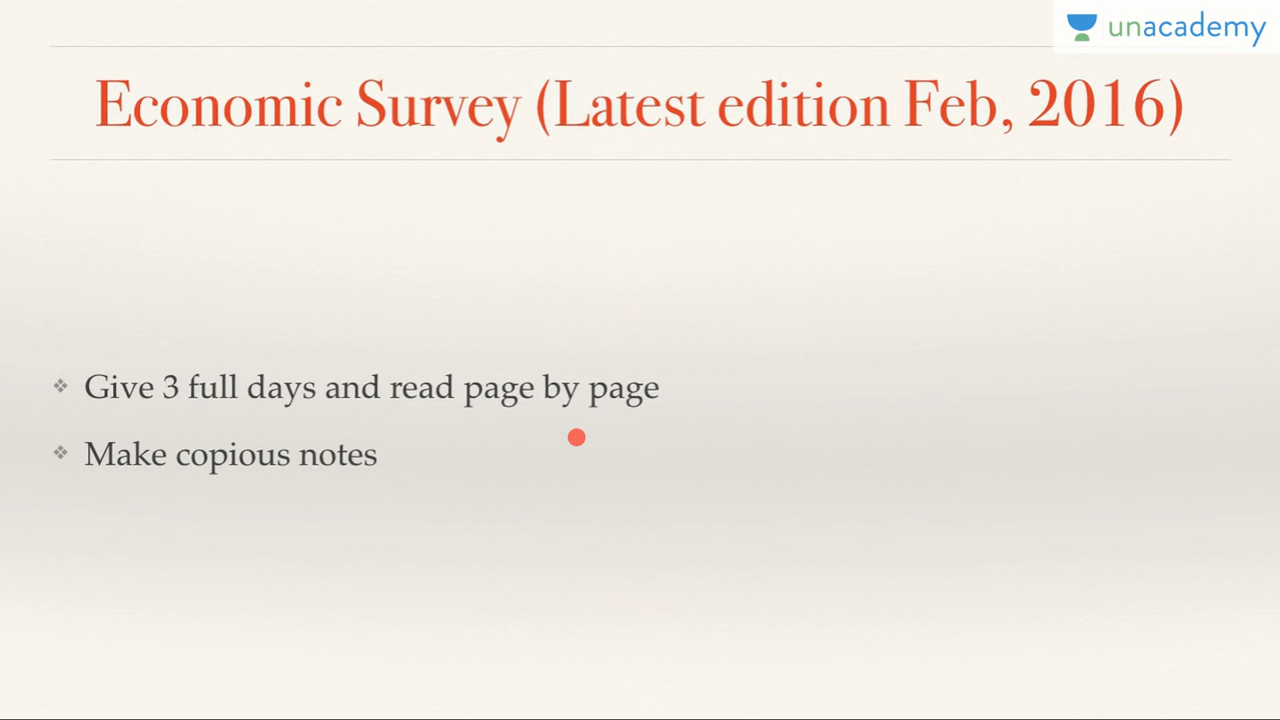 unacademy
Economic Survey (Latest edition Feb, 2016)
Give 3 full days and read page by page
Make copious notes